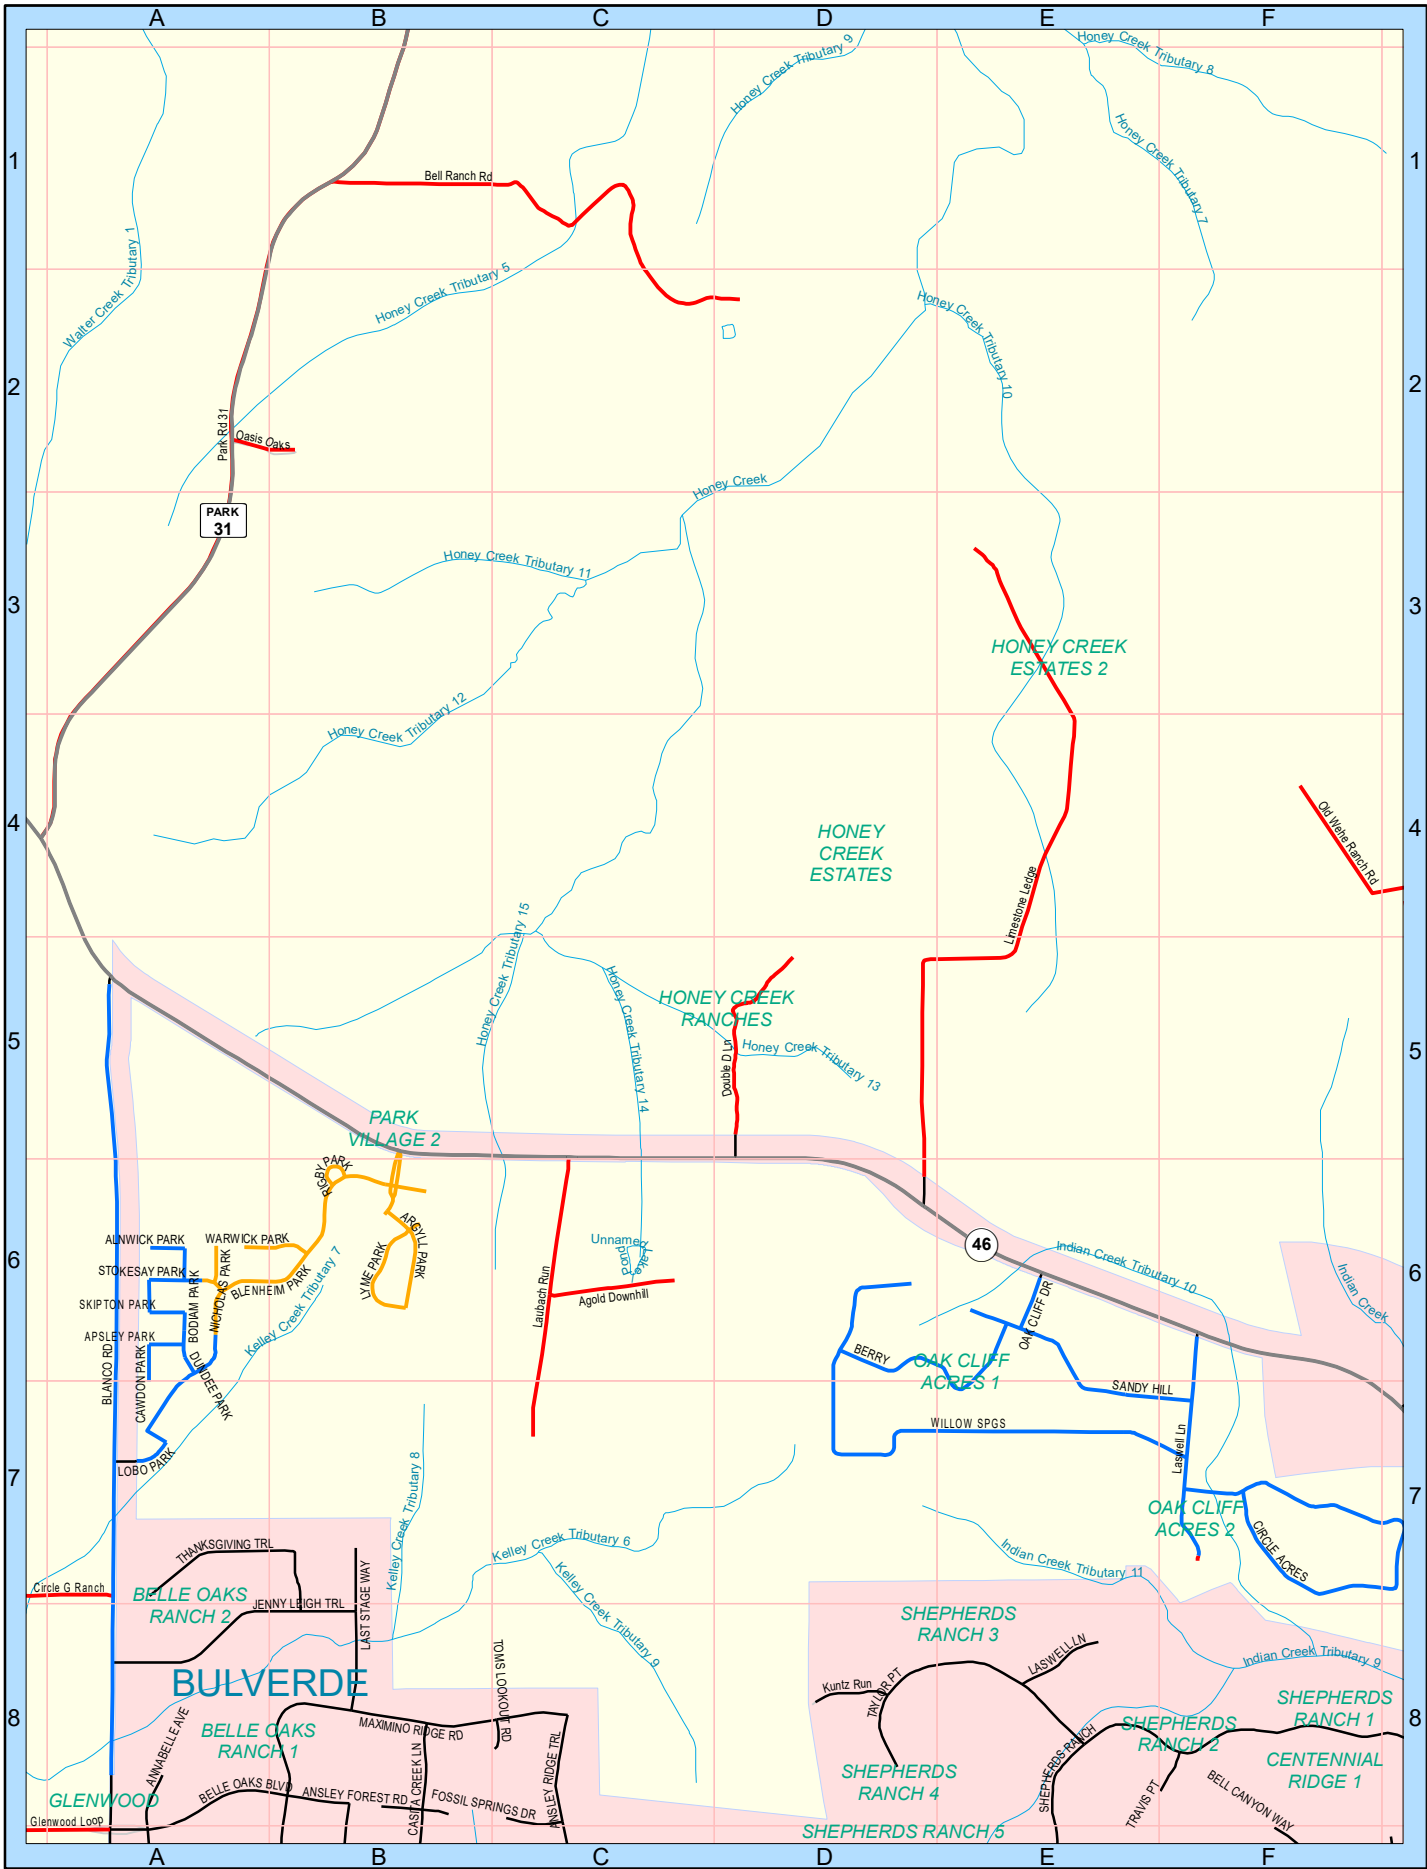 A B C D E F
Honey Creek Tributary 9
Honey Creek Tributary 8
Honey Creek Tributary 7
1 1
Bell Ranch Rd
Walter Creek Tributary 1
Honey Creek Tributary 5
Honey Creek Tributary 10
2 2
Park Rd 31
Oasis Oaks
Honey Creek
PARK
31
Honey Creek Tributary 11
3 3
HONEY CREEK
ESTATES 2
Honey Creek Tributary 12
4 4
HONEY
CREEK
ESTATES
Old Wehe Ranch Rd
Limestone Ledge
Honey Creek Tributary 15
Honey Creek Tributary 14
HONEY CREEK
RANCHES
5 5
Double D Ln
Honey Creek Tributary 13
PARK
VILLAGE 2
RIGBY PARK
ALNWICK PARK
WARWICK PARK
ARGYLL PARK
LYME PARK
STOKESAY PARK
NICHOLAS PARK
BLENHEIM PARK
BODIAM PARK
SKIPTON PARK
APSLEY PARK
Kelley Creek Tributary 7
BLANCO RD
CAWDON PARK
DUNDEE PARK
LOBO PARK
6 6
Unnamed
Lake
Pond
Laubach Run
Agold Downhill
46
Indian Creek Tributary 10
Indian Creek
OAK CLIFF DR
BERRY
OAK CLIFF
ACRES 1
SANDY HILL
WILLOW SPGS
Laswell Ln
7 7
OAK CLIFF
ACRES 2
CIRCLE ACRES
Kelley Creek Tributary 8
Kelley Creek Tributary 6
Kelley Creek Tributary 9
Indian Creek Tributary 11
THANKSGIVING TRL
Circle G Ranch
BELLE OAKS
RANCH 2
JENNY LEIGH TRL
LAST STAGE WAY
SHEPHERDS
RANCH 3
LASWELL LN
TOMS LOOKOUT RD
Kuntz Run
TAYLOR PT
Indian Creek Tributary 9
BULVERDE
8 8
ANNABELLE AVE
BELLE OAKS
RANCH 1
MAXIMINO RIDGE RD
CASITA CREEK LN
ANSLEY RIDGE TRL
SHEPHERDS RANCH
SHEPHERDS
RANCH 2
SHEPHERDS
RANCH 1
SHEPHERDS
RANCH 4
CENTENNIAL
RIDGE 1
GLENWOOD
BELLE OAKS BLVD
ANSLEY FOREST RD
FOSSIL SPRINGS DR
TRAVIS PT
BELL CANYON WAY
Glenwood Loop
SHEPHERDS RANCH 5
A B C D E F